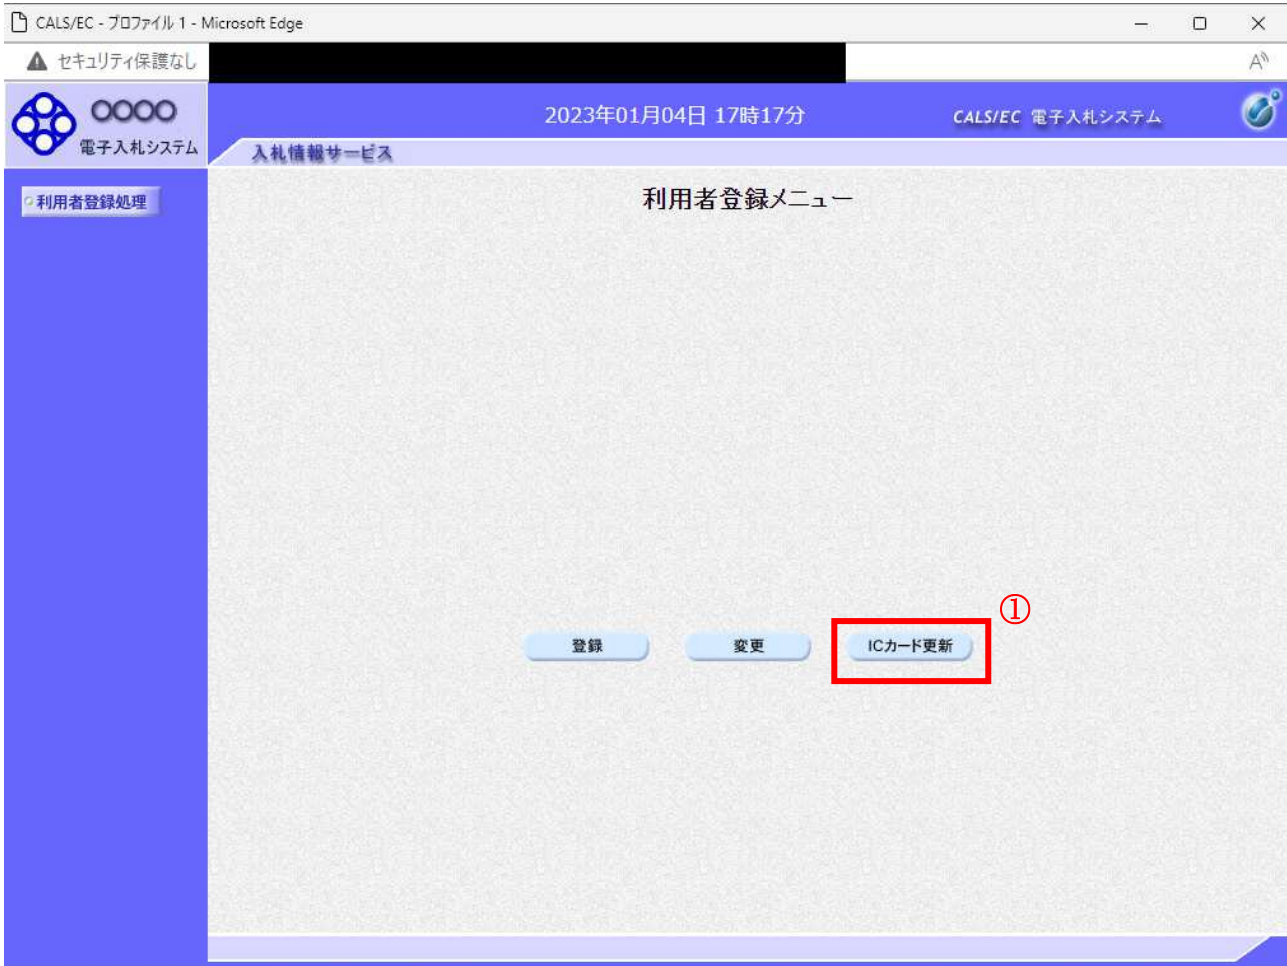 CALS/EC - プロファイル 1 - Microsoft Edge
セキュリティ保護なし
A
○○○○
電子入札システム
2023年01月04日 17時17分
CALS/EC 電子入札システム
入札情報サービス
利用者登録処理
利用者登録メニュー
①
登録 変更 ICカード更新